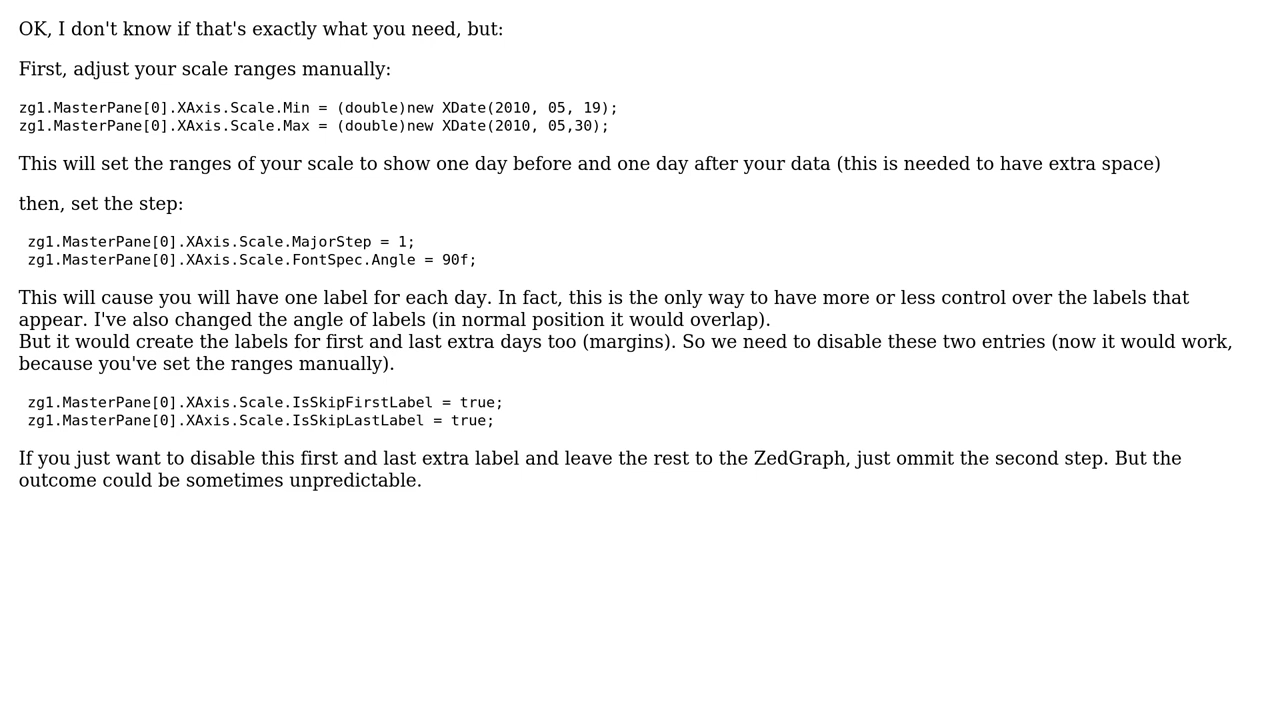 OK, I don't know if that's exactly what you need, but:
First, adjust your scale ranges manually:
zg1.MasterPane[0].XAxis.Scale.Min = (double)new XDate(2010, 05, 19);
zg1.MasterPane[0].XAxis.Scale.Max = (double)new XDate(2010, 05,30);
This will set the ranges of your scale to show one day before and one day after your data (this is needed to have extra space)
then, set the step:
zg1.MasterPane[0].XAxis.Scale.MajorStep = 1;
zg1.MasterPane[0].XAxis.Scale.FontSpec.Angle = 90f;
This will cause you will have one label for each day. In fact, this is the only way to have more or less control over the labels that
appear. I've also changed the angle of labels (in normal position it would overlap).
But it would create the labels for first and last extra days too (margins). So we need to disable these two entries (now it would work,
because you've set the ranges manually).
zg1.MasterPane[0].XAxis.Scale.IsSkipFirstLabel = true;
zg1.MasterPane[0].XAxis.Scale.IsSkipLastLabel = true;
If you just want to disable this first and last extra label and leave the rest to the ZedGraph, just ommit the second step. But the
outcome could be sometimes unpredictable.